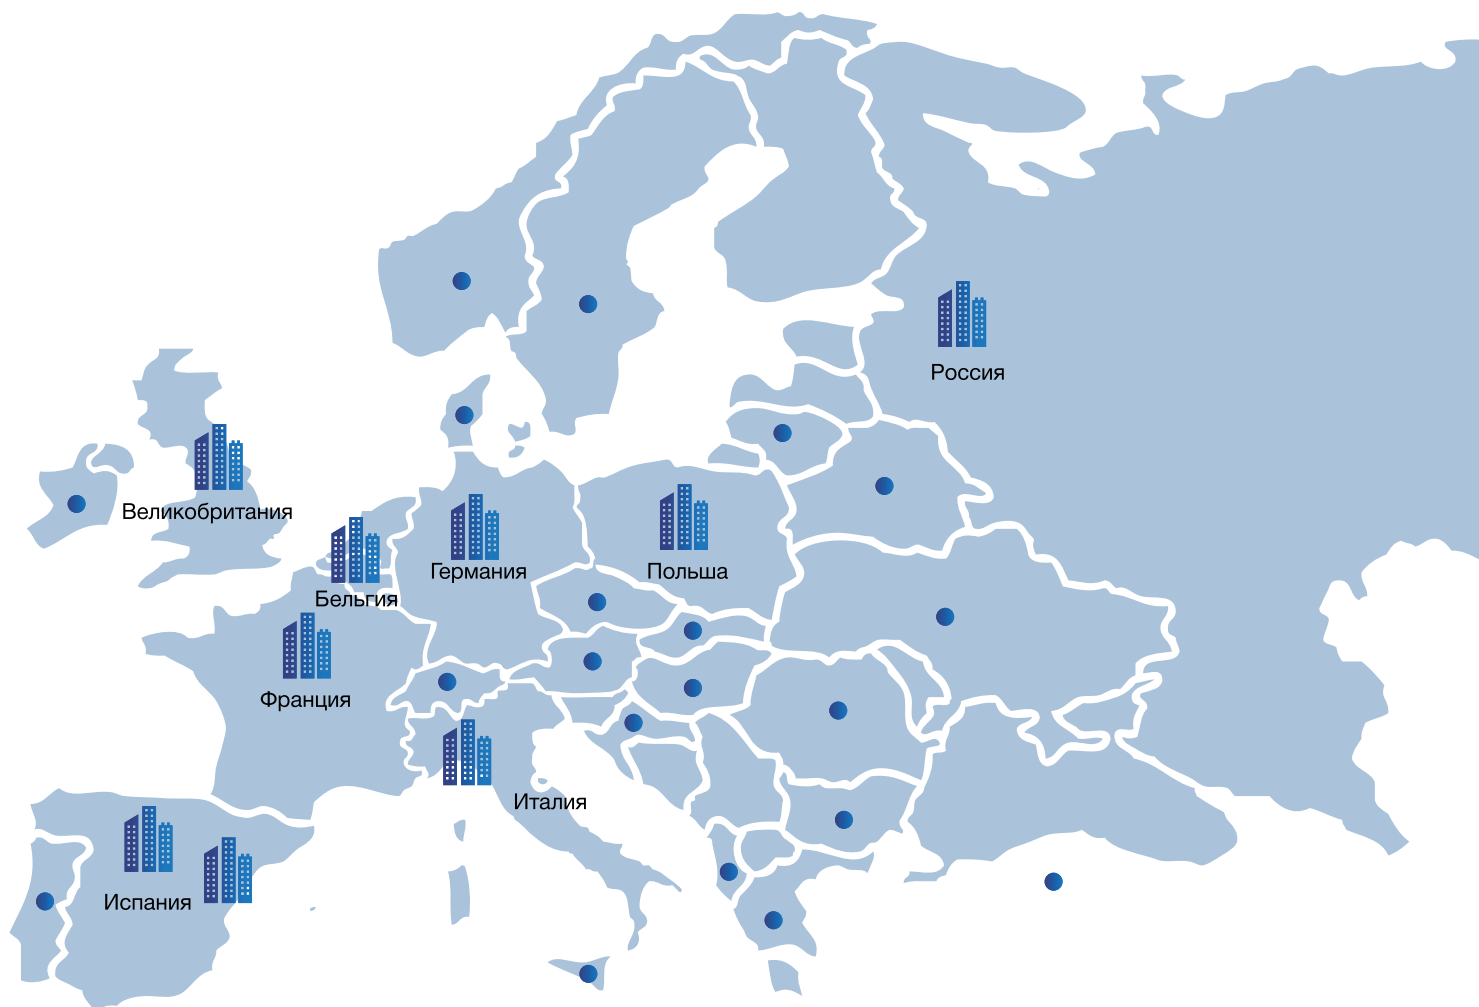 Россия
Великобритания
Германия
Польша
Бельгия
Франция
Италия
Испания